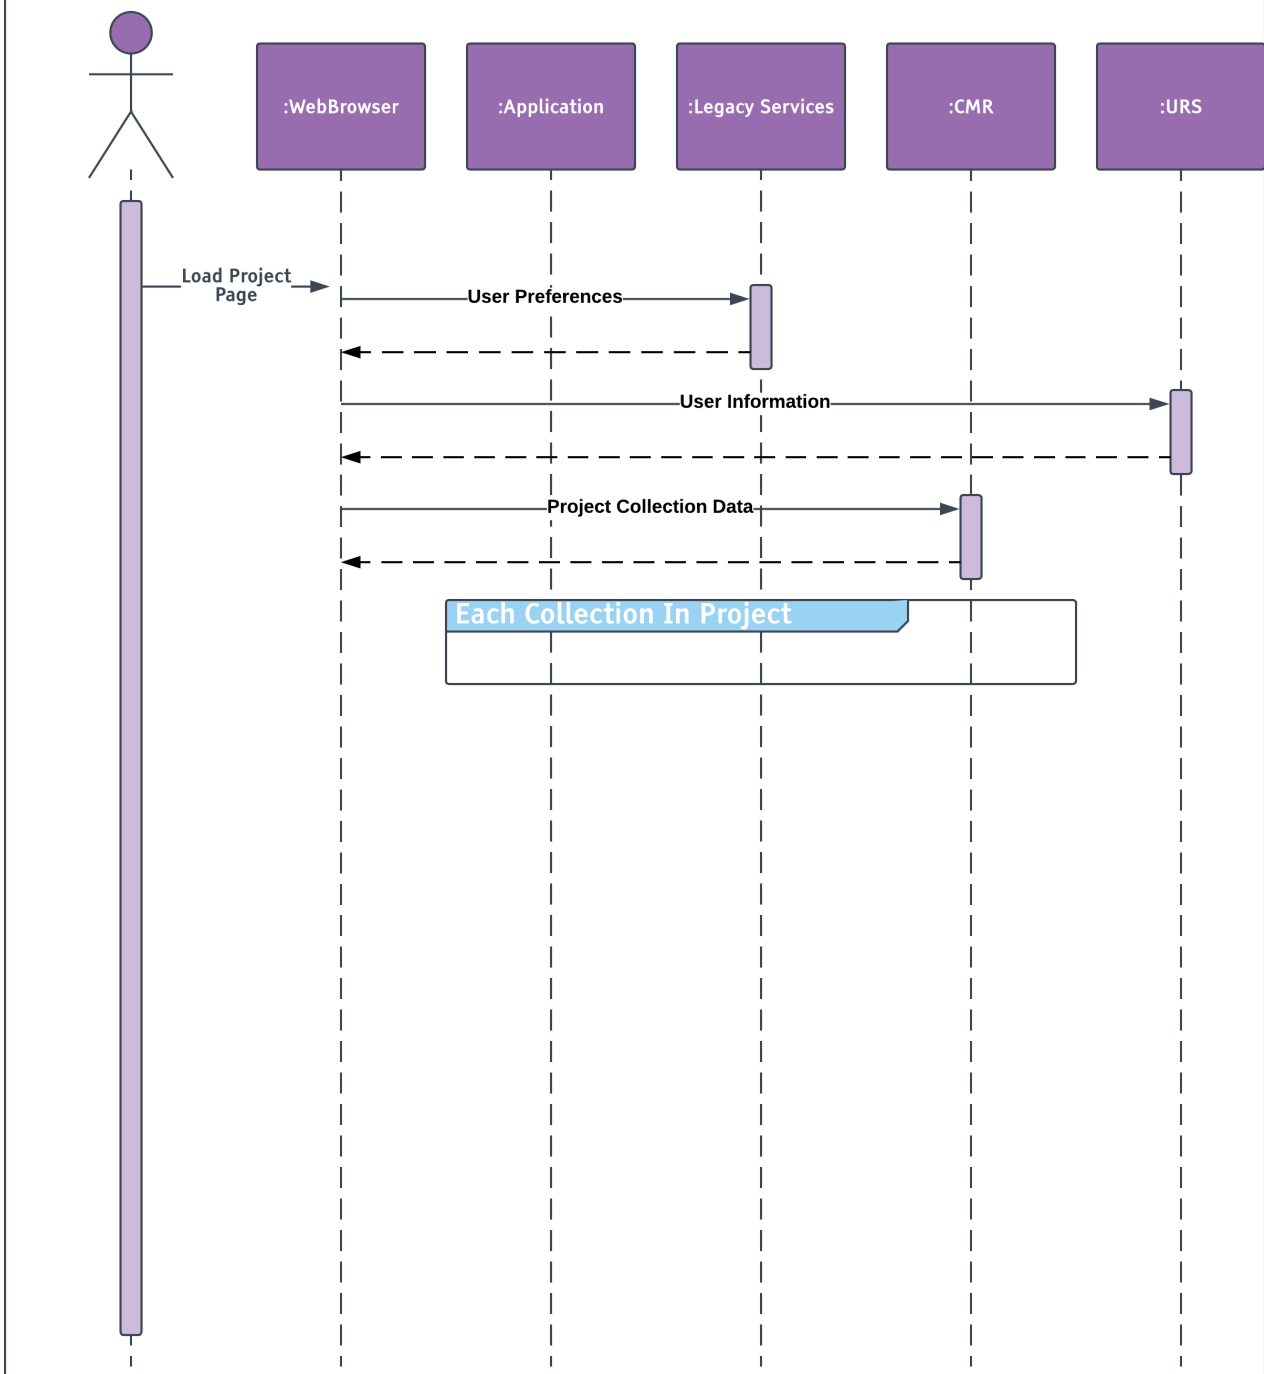 :WebBrowser
:Application
:Legacy Services
:CMR
:URS
Load Project
Page
User Preferences
User Information
Project Collection Data
Each Collection In Project